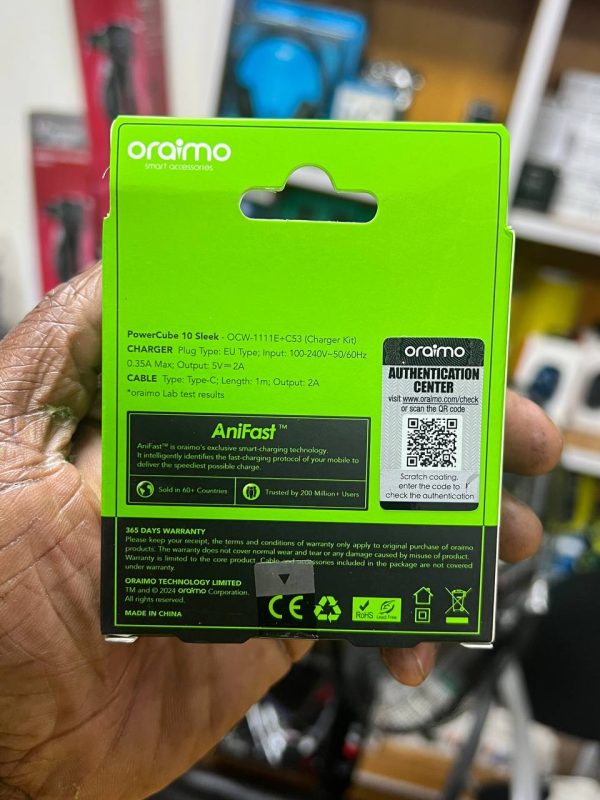 oraimo
smart accessories
PowerCube 10 Sleek - OCW-1111E+C53 (Charger Kit)
CHARGER Plug Type: EU Type; Input: 100-240V~50/60Hz
0.35A Max; Output: 5V⎓2A
CABLE Type: Type-C; Length: 1m; Output: 2A
*oraimo Lab test results
AniFast™
AniFast™ is oraimo's exclusive smart-charging technology.
It intelligently identifies the fast-charging protocol of your mobile to
deliver the speediest possible charge.
Sold in 60+ Countries
Trusted by 200 Million+ Users
oraimo
AUTHENTICATION
CENTER
visit www.oraimo.com/check
or scan the QR code
Scratch coating,
enter the code to
check the authentication
365 DAYS WARRANTY
Please keep your receipt, the terms and conditions of warranty only apply to original purchase of oraimo
products. The warranty does not cover normal wear and tear or any damage caused by misuse of product.
Warranty is limited to the core product. Cable and accessories included in the package are not covered
under warranty.
ORAIMO TECHNOLOGY LIMITED
TM and © 2024 oraimo Corporation.
All rights reserved.
MADE IN CHINA
CE
RoHS
Lead Free